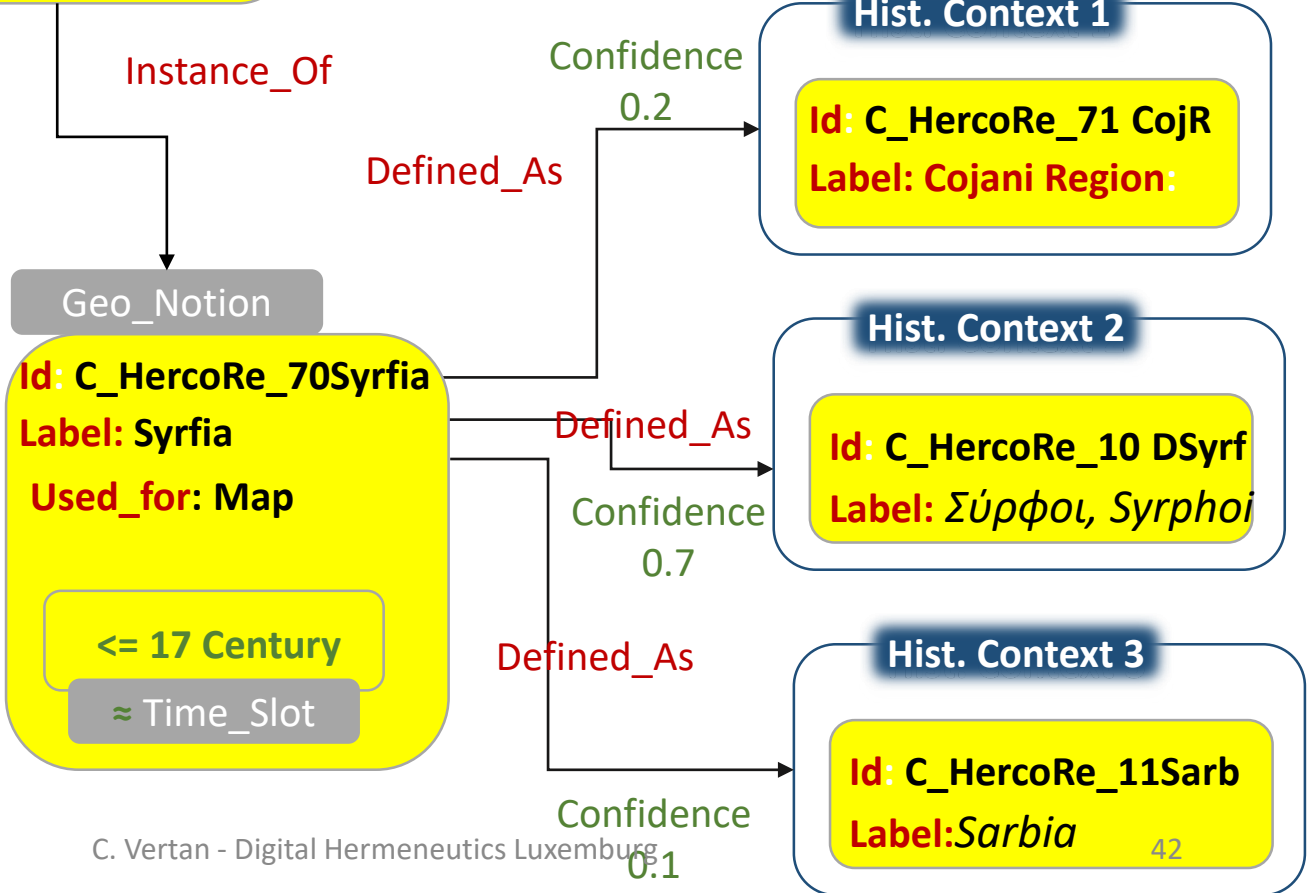 Instance_Of
Confidence
0.2
Defined_As
Hist. Context 1
Id: C_HercoRe_71 CojR
Label: Cojani Region:
Geo_Notion
Id: C_HercoRe_70Syrfia
Label: Syrfia
Used_for: Map
<= 17 Century
≈ Time_Slot
Defined_As
Confidence
0.7
Hist. Context 2
Id: C_HercoRe_10 DSyrf
Label: Σύρφοι, Syrphoi
Defined_As
Confidence
0.1
Hist. Context 3
Id: C_HercoRe_11Sarb
Label:Sarbia
C. Vertan - Digital Hermeneutics Luxemburg
42